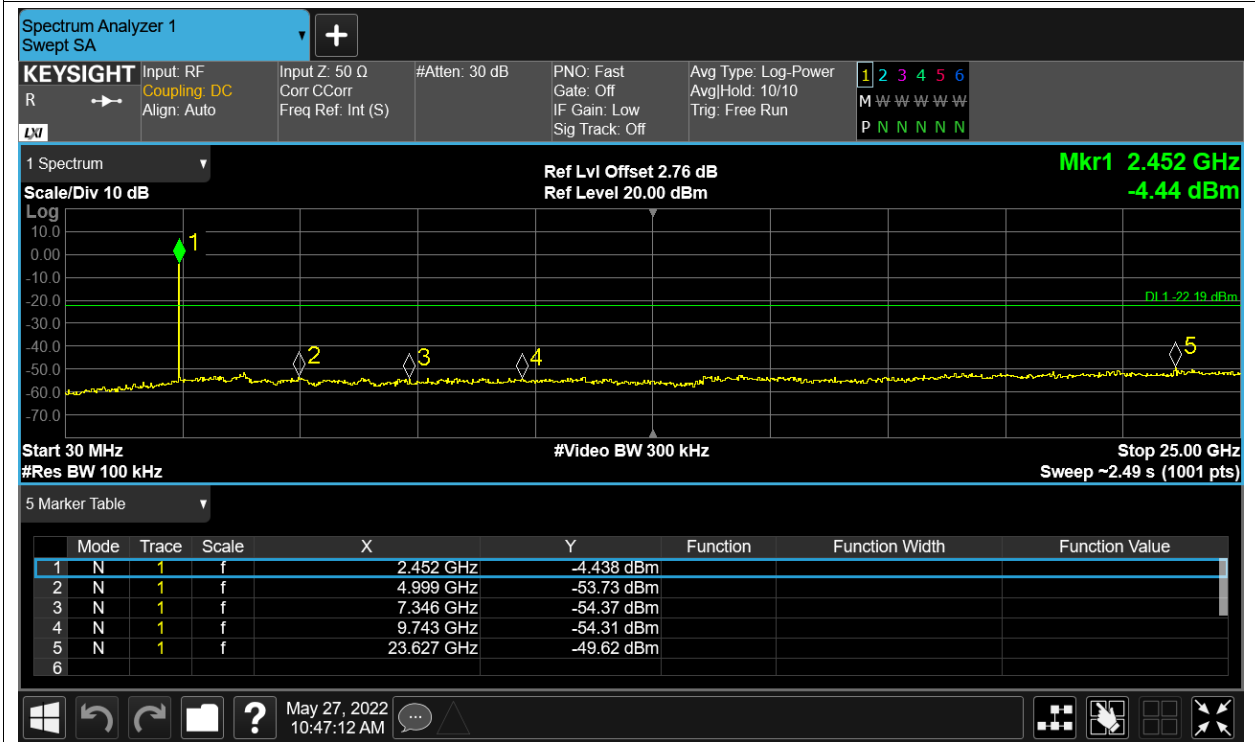 Spectrum Analyzer 1
Swept SA
+
KEYSIGHT Input: RF Input Z: 50 Ω #Atten: 30 dB PNO: Fast Avg Type: Log-Power 1 2 3 4 5 6
R Coupling: DC Corr CCorr Gate: Off Avg|Hold: 10/10 M W W W W W
Align: Auto Freq Ref: Int (S) IF Gain: Low Trig: Free Run
LXI Sig Track: Off P N N N N N
1 Spectrum Ref Lvl Offset 2.76 dB Mkr1 2.452 GHz
Scale/Div 10 dB Ref Level 20.00 dBm -4.44 dBm
Log
10.0 1
0.00
-10.0
-20.0 DL1 -22.19 dBm
-30.0
-40.0 2 3 4 5
-50.0
-60.0
-70.0
Start 30 MHz #Video BW 300 kHz Stop 25.00 GHz
#Res BW 100 kHz Sweep ~2.49 s (1001 pts)
5 Marker Table
Mode Trace Scale X Y Function Function Width Function Value
1 N 1 f 2.452 GHz -4.438 dBm
2 N 1 f 4.999 GHz -53.73 dBm
3 N 1 f 7.346 GHz -54.37 dBm
4 N 1 f 9.743 GHz -54.31 dBm
5 N 1 f 23.627 GHz -49.62 dBm
6
? May 27, 2022
10:47:12 AM